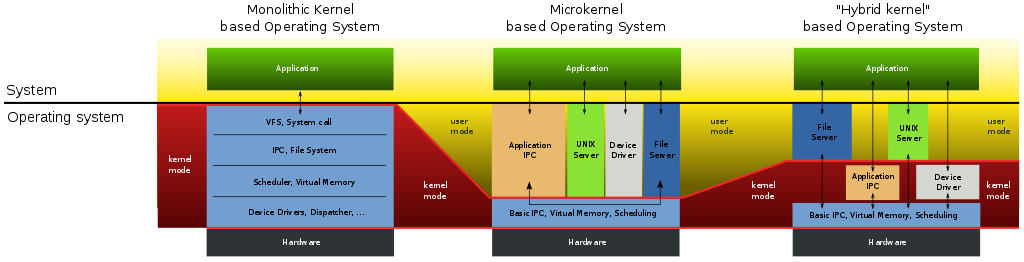 Monolithic Kernel
based Operating System
Microkernel
based Operating System
"Hybrid kernel"
based Operating System
System
Operating system
Application
kernel
mode
VFS, System call
IPC, File System
Scheduler, Virtual Memory
Device Drivers, Dispatcher, ...
Hardware
user
mode
kernel
mode
Application
Application
IPC
UNIX
Server
Device
Driver
File
Server
Basic IPC, Virtual Memory, Scheduling
Hardware
user
mode
kernel
mode
Application
File
Server
UNIX
Server
Application
IPC
Device
Driver
Basic IPC, Virtual Memory, Scheduling
Hardware
user
mode
kernel
mode